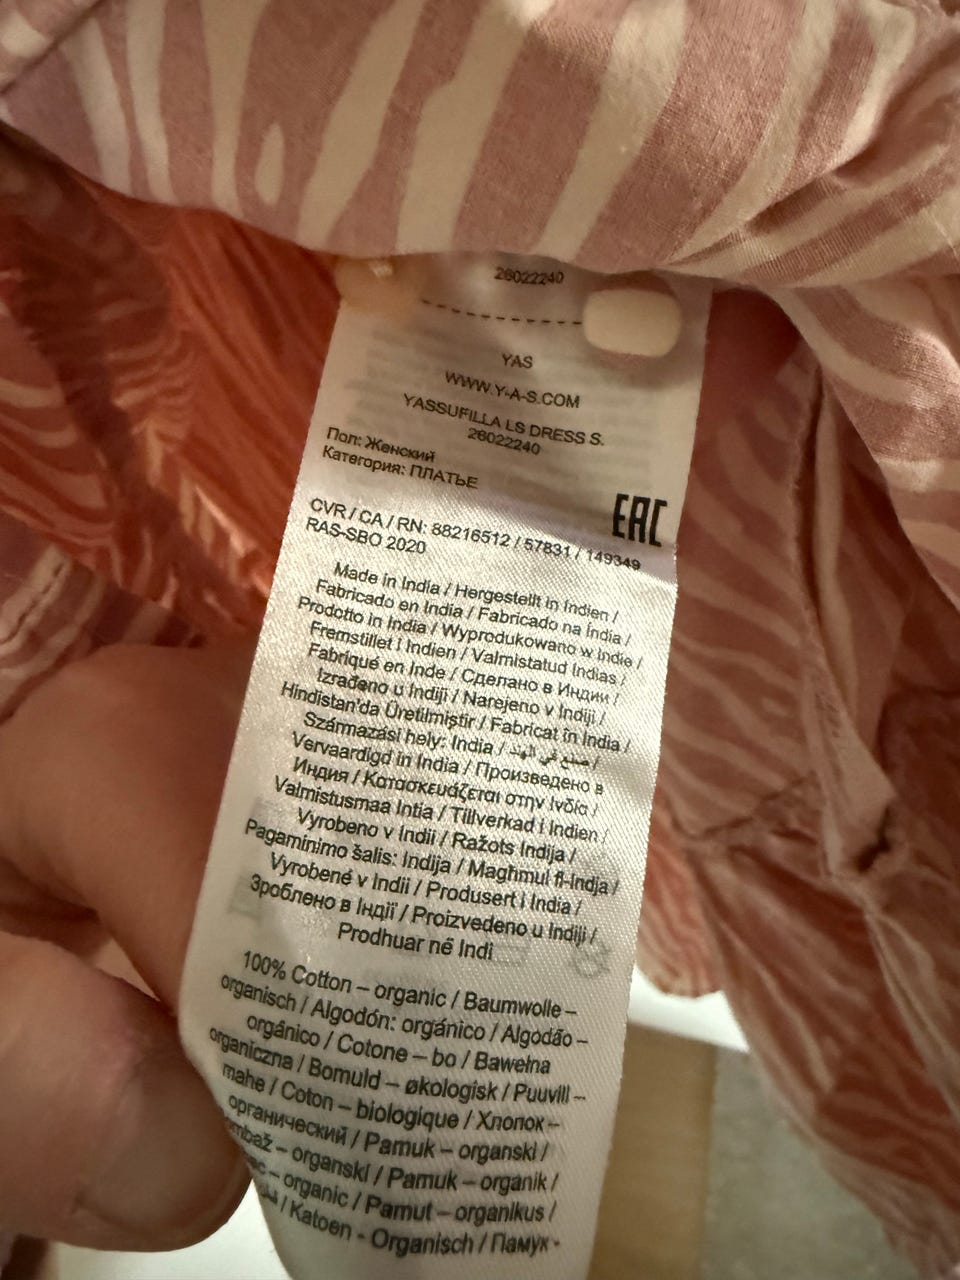 26022240
YAS
WWW.Y-A-S.COM
YASSUFILLA LS DRESS S.
26022240
Пол: Женский
Категория: ПЛАТЬЕ
EAC
CVR / CA / RN: 88216512 / 57831 / 149349
RAS-SBO 2020
Made in India / Hergestellt in Indien /
Fabricado en India / Fabricado na Índia /
Prodotto in India / Wyprodukowano w Indie /
Fremstillet i Indien / Valmistatud Indias /
Fabriqué en Inde / Сделано в Индии /
Izrađeno u Indiji / Narejeno v Indiji /
Hindistan'da Üretilmiştir / Fabricat în India /
Származási hely: India / صنع في الهند /
Vervaardigd in India / Произведено в
Индия / Κατασκευάζεται στην Ινδία /
Valmistusmaa Intia / Tillverkad i Indien /
Vyrobeno v Indii / Ražots Indija /
Pagaminimo šalis: Indija / Magħmul fl-Indja /
Vyrobené v Indii / Produsert i India /
Зроблено в Індії / Proizvedeno u Indiji /
Prodhuar në Indi
100% Cotton – organic / Baumwolle –
organisch / Algodón: orgánico / Algodão –
orgánico / Cotone – bo / Bawełna
organiczna / Bomuld – økologisk / Puuvill –
mahe / Coton – biologique / Хлопок –
органический / Pamuk – organski /
ombaž – organski / Pamuk – organik /
– organic / Pamut – organikus /
/ Katoen - Organisch / Памук -